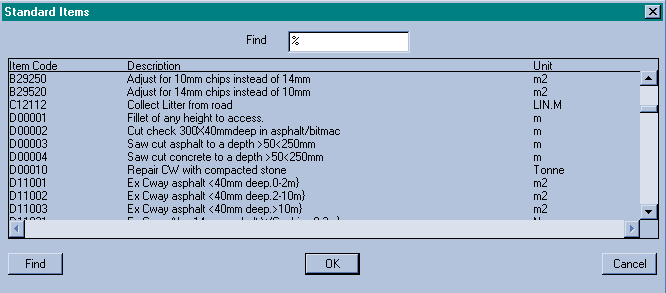 Standard Items
Find %
Item Code Description Unit
B29250 Adjust for 10mm chips instead of 14mm m2
B29520 Adjust for 14mm chips instead of 10mm m2
C12112 Collect Litter from road LIN.M
D00001 Fillet of any height to access. m
D00002 Cut check 300X40mmdeep in asphalt/bitmac m
D00003 Saw cut asphalt to a depth >50<250mm m
D00004 Saw cut concrete to a depth >50<250mm m
D00010 Repair CW with compacted stone Tonne
D11001 Ex Cway asphalt <40mm deep.0-2m} m2
D11002 Ex Cway asphalt <40mm deep.2-10m} m2
D11003 Ex Cway asphalt <40mm deep.>10m} m2
Find OK Cancel